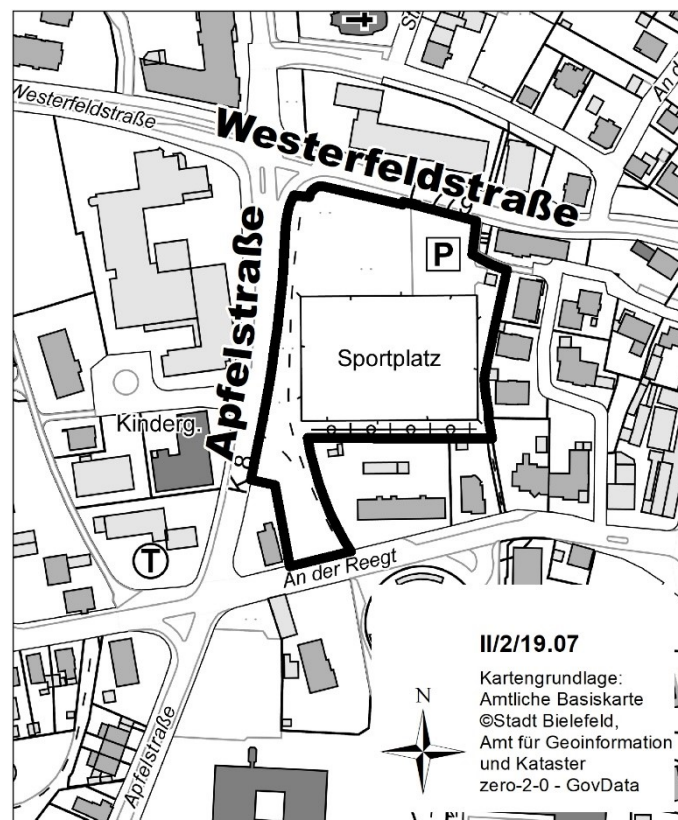 Westerfeldstraße
Westerfeldstraße
Apfelstraße
P
Sportplatz
Kinderg.
K 8
T
An der Reegt
Apfelstraße
II/2/19.07
N
Kartengrundlage:
Amtliche Basiskarte
©Stadt Bielefeld,
Amt für Geoinformation
und Kataster
zero-2-0 - GovData